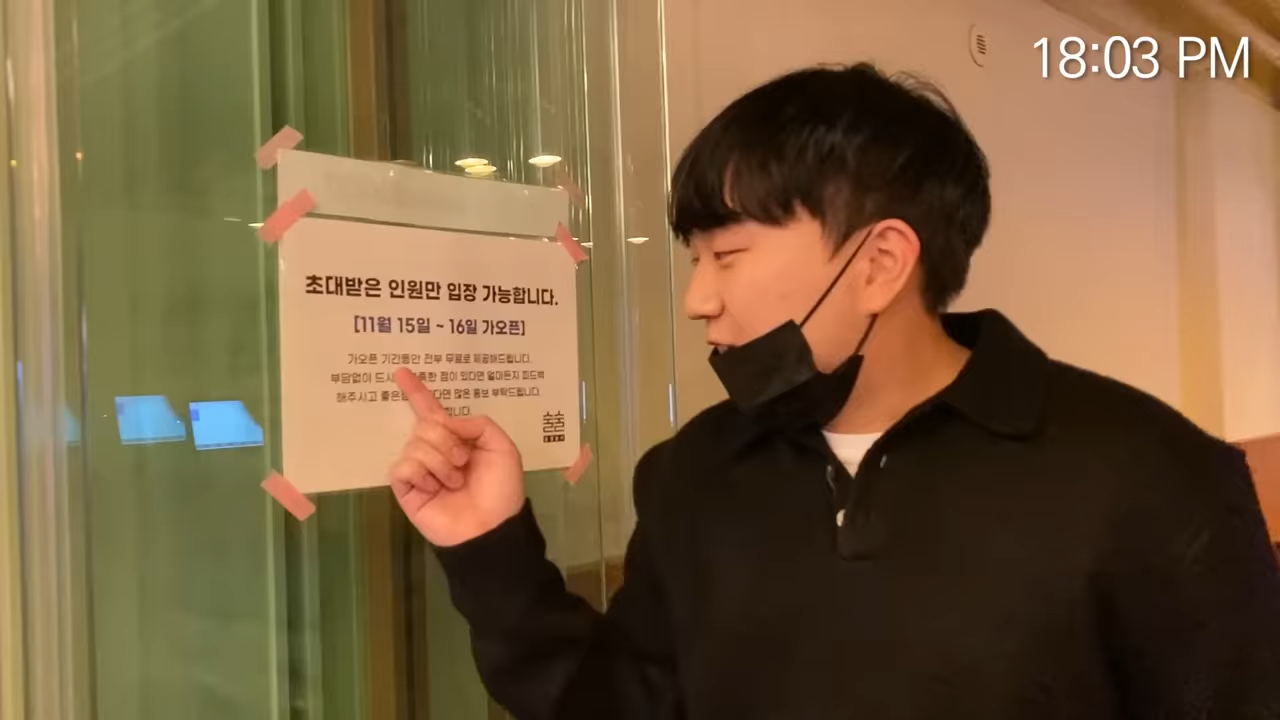 18:03 PM
초대받은 인원만 입장 가능합니다.
[11월 15일 ~ 16일 가오픈]
가오픈 기간동안 전부 무료로 제공해드립니다.
부담없이 드시 족한 점이 있다면 얼마든지 피드백
해주시고 좋은 다면 많은 홍보 부탁드립니다.
술술